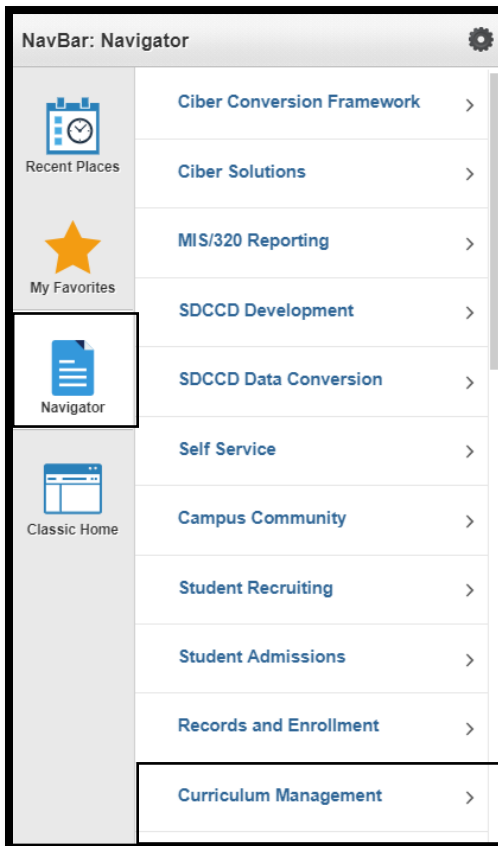 NavBar: Navigator
Recent Places
My Favorites
Navigator
Classic Home
Ciber Conversion Framework
Ciber Solutions
MIS/320 Reporting
SDCCD Development
SDCCD Data Conversion
Self Service
Campus Community
Student Recruiting
Student Admissions
Records and Enrollment
Curriculum Management